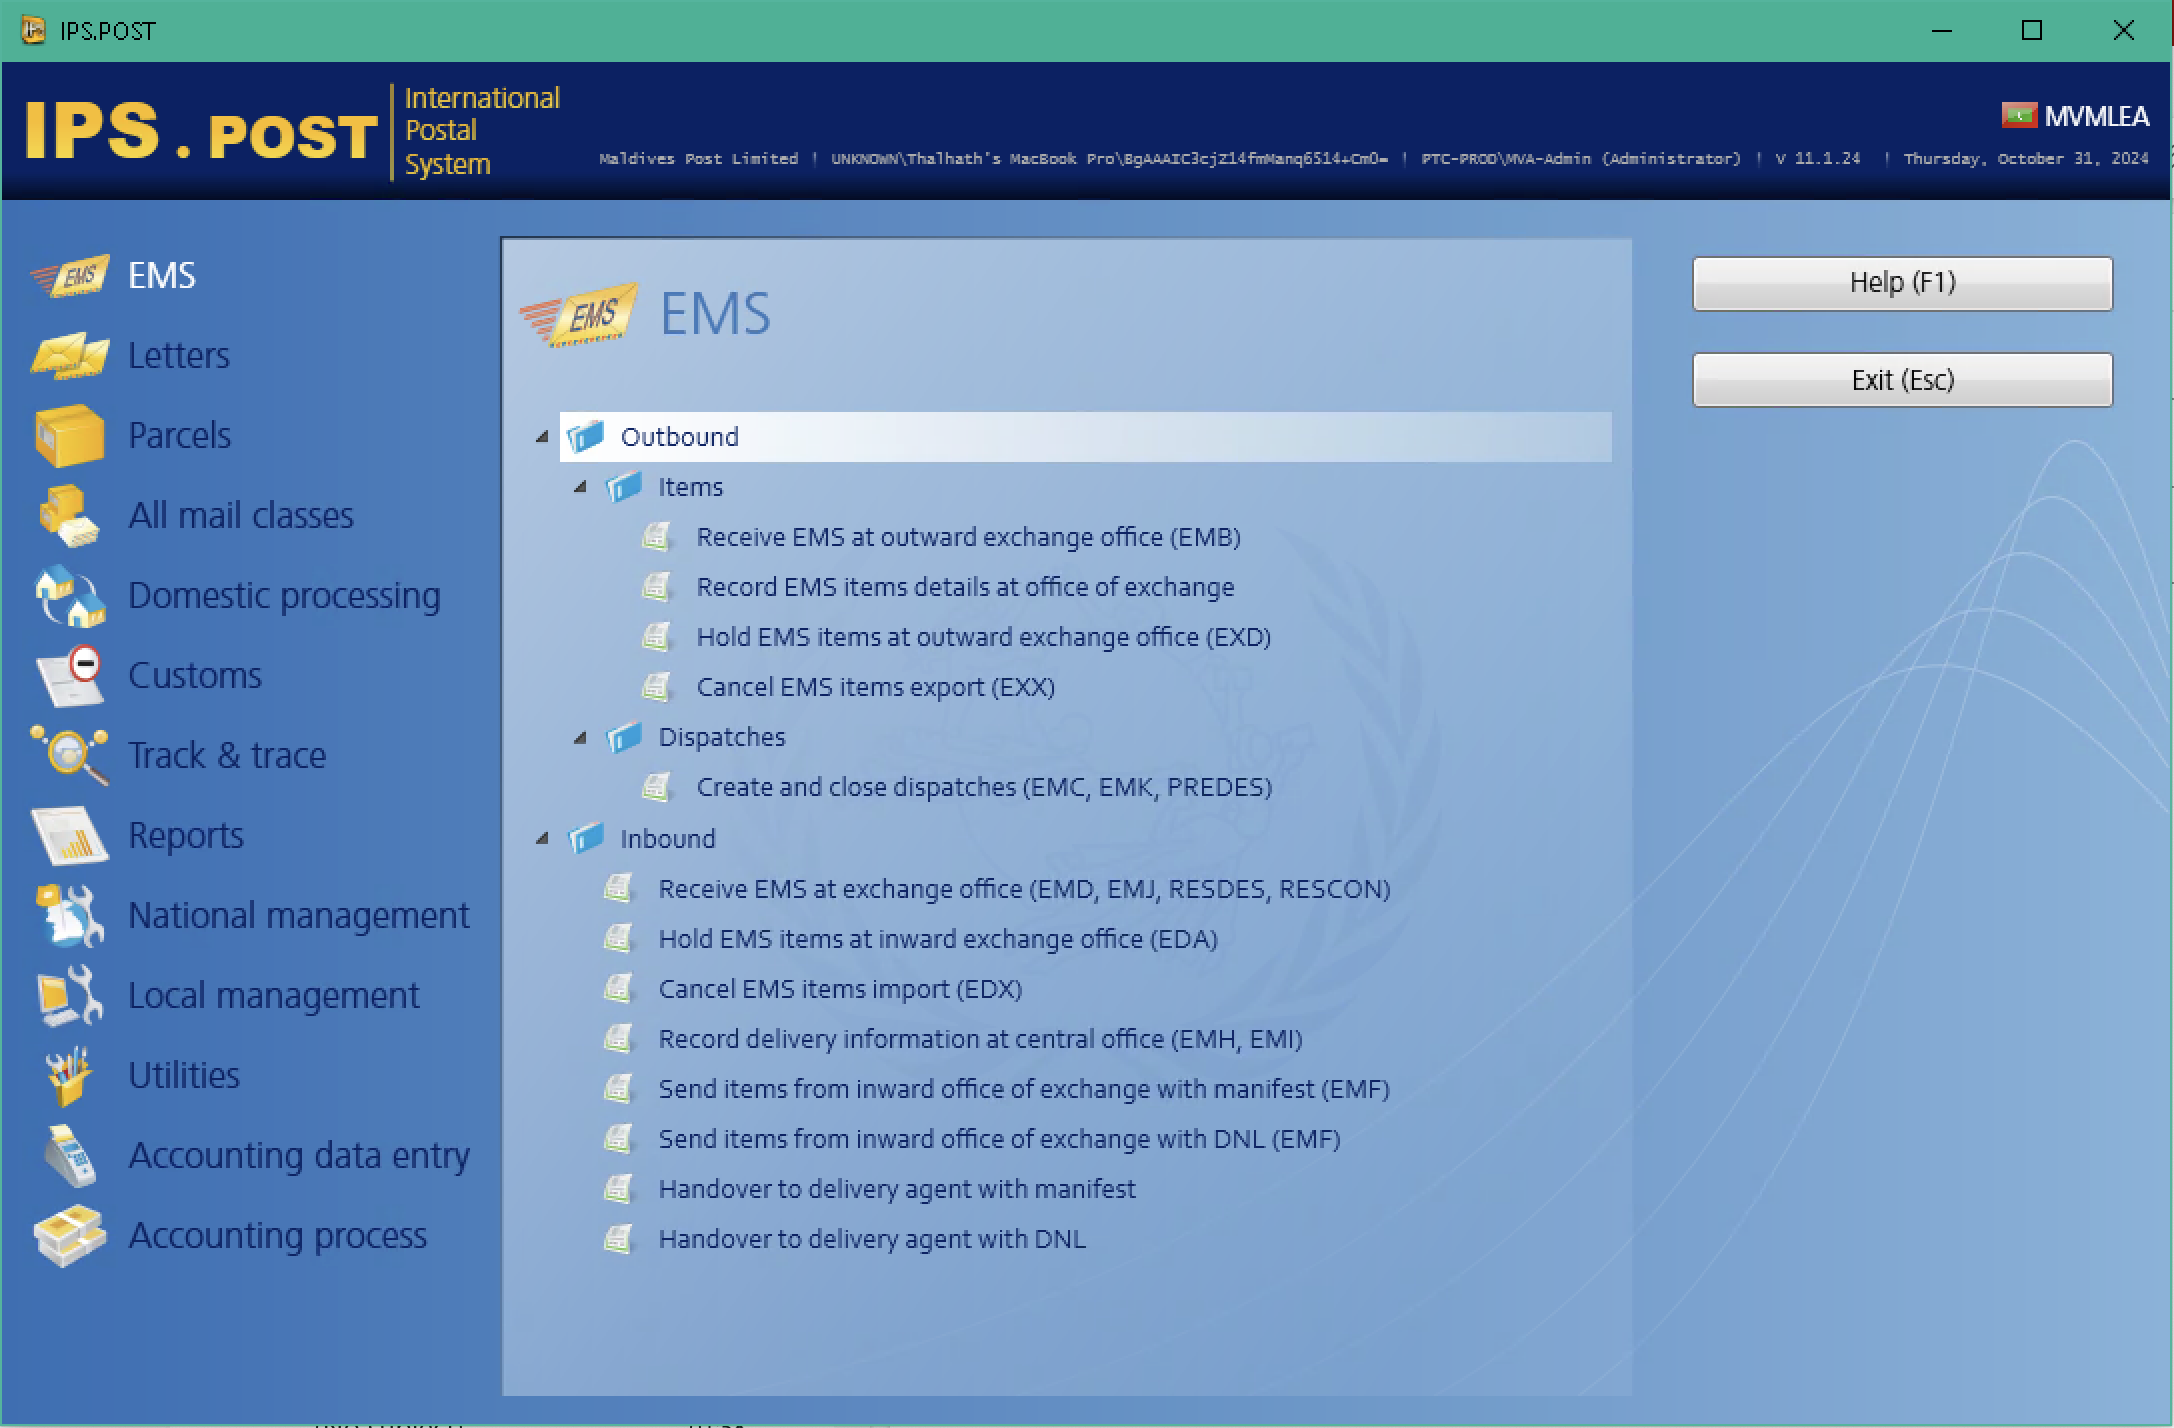 IPS.POST
IPS . POST
International
Postal
System
MVMLEA
Maldives Post Limited | UNKNOWN\Thalhath's MacBook Pro\BgAAAIC3cjZ14fmManq6514+Cm0= | PTC-PROD\MVA-Admin (Administrator) | V 11.1.24 | Thursday, October 31, 2024
EMS
Letters
Parcels
All mail classes
Domestic processing
Customs
Track & trace
Reports
National management
Local management
Utilities
Accounting data entry
Accounting process
EMS
EMS
EMS
Outbound
Items
Receive EMS at outward exchange office (EMB)
Record EMS items details at office of exchange
Hold EMS items at outward exchange office (EXD)
Cancel EMS items export (EXX)
Dispatches
Create and close dispatches (EMC, EMK, PREDES)
Inbound
Receive EMS at exchange office (EMD, EMJ, RESDES, RESCON)
Hold EMS items at inward exchange office (EDA)
Cancel EMS items import (EDX)
Record delivery information at central office (EMH, EMI)
Send items from inward office of exchange with manifest (EMF)
Send items from inward office of exchange with DNL (EMF)
Handover to delivery agent with manifest
Handover to delivery agent with DNL
Help (F1)
Exit (Esc)